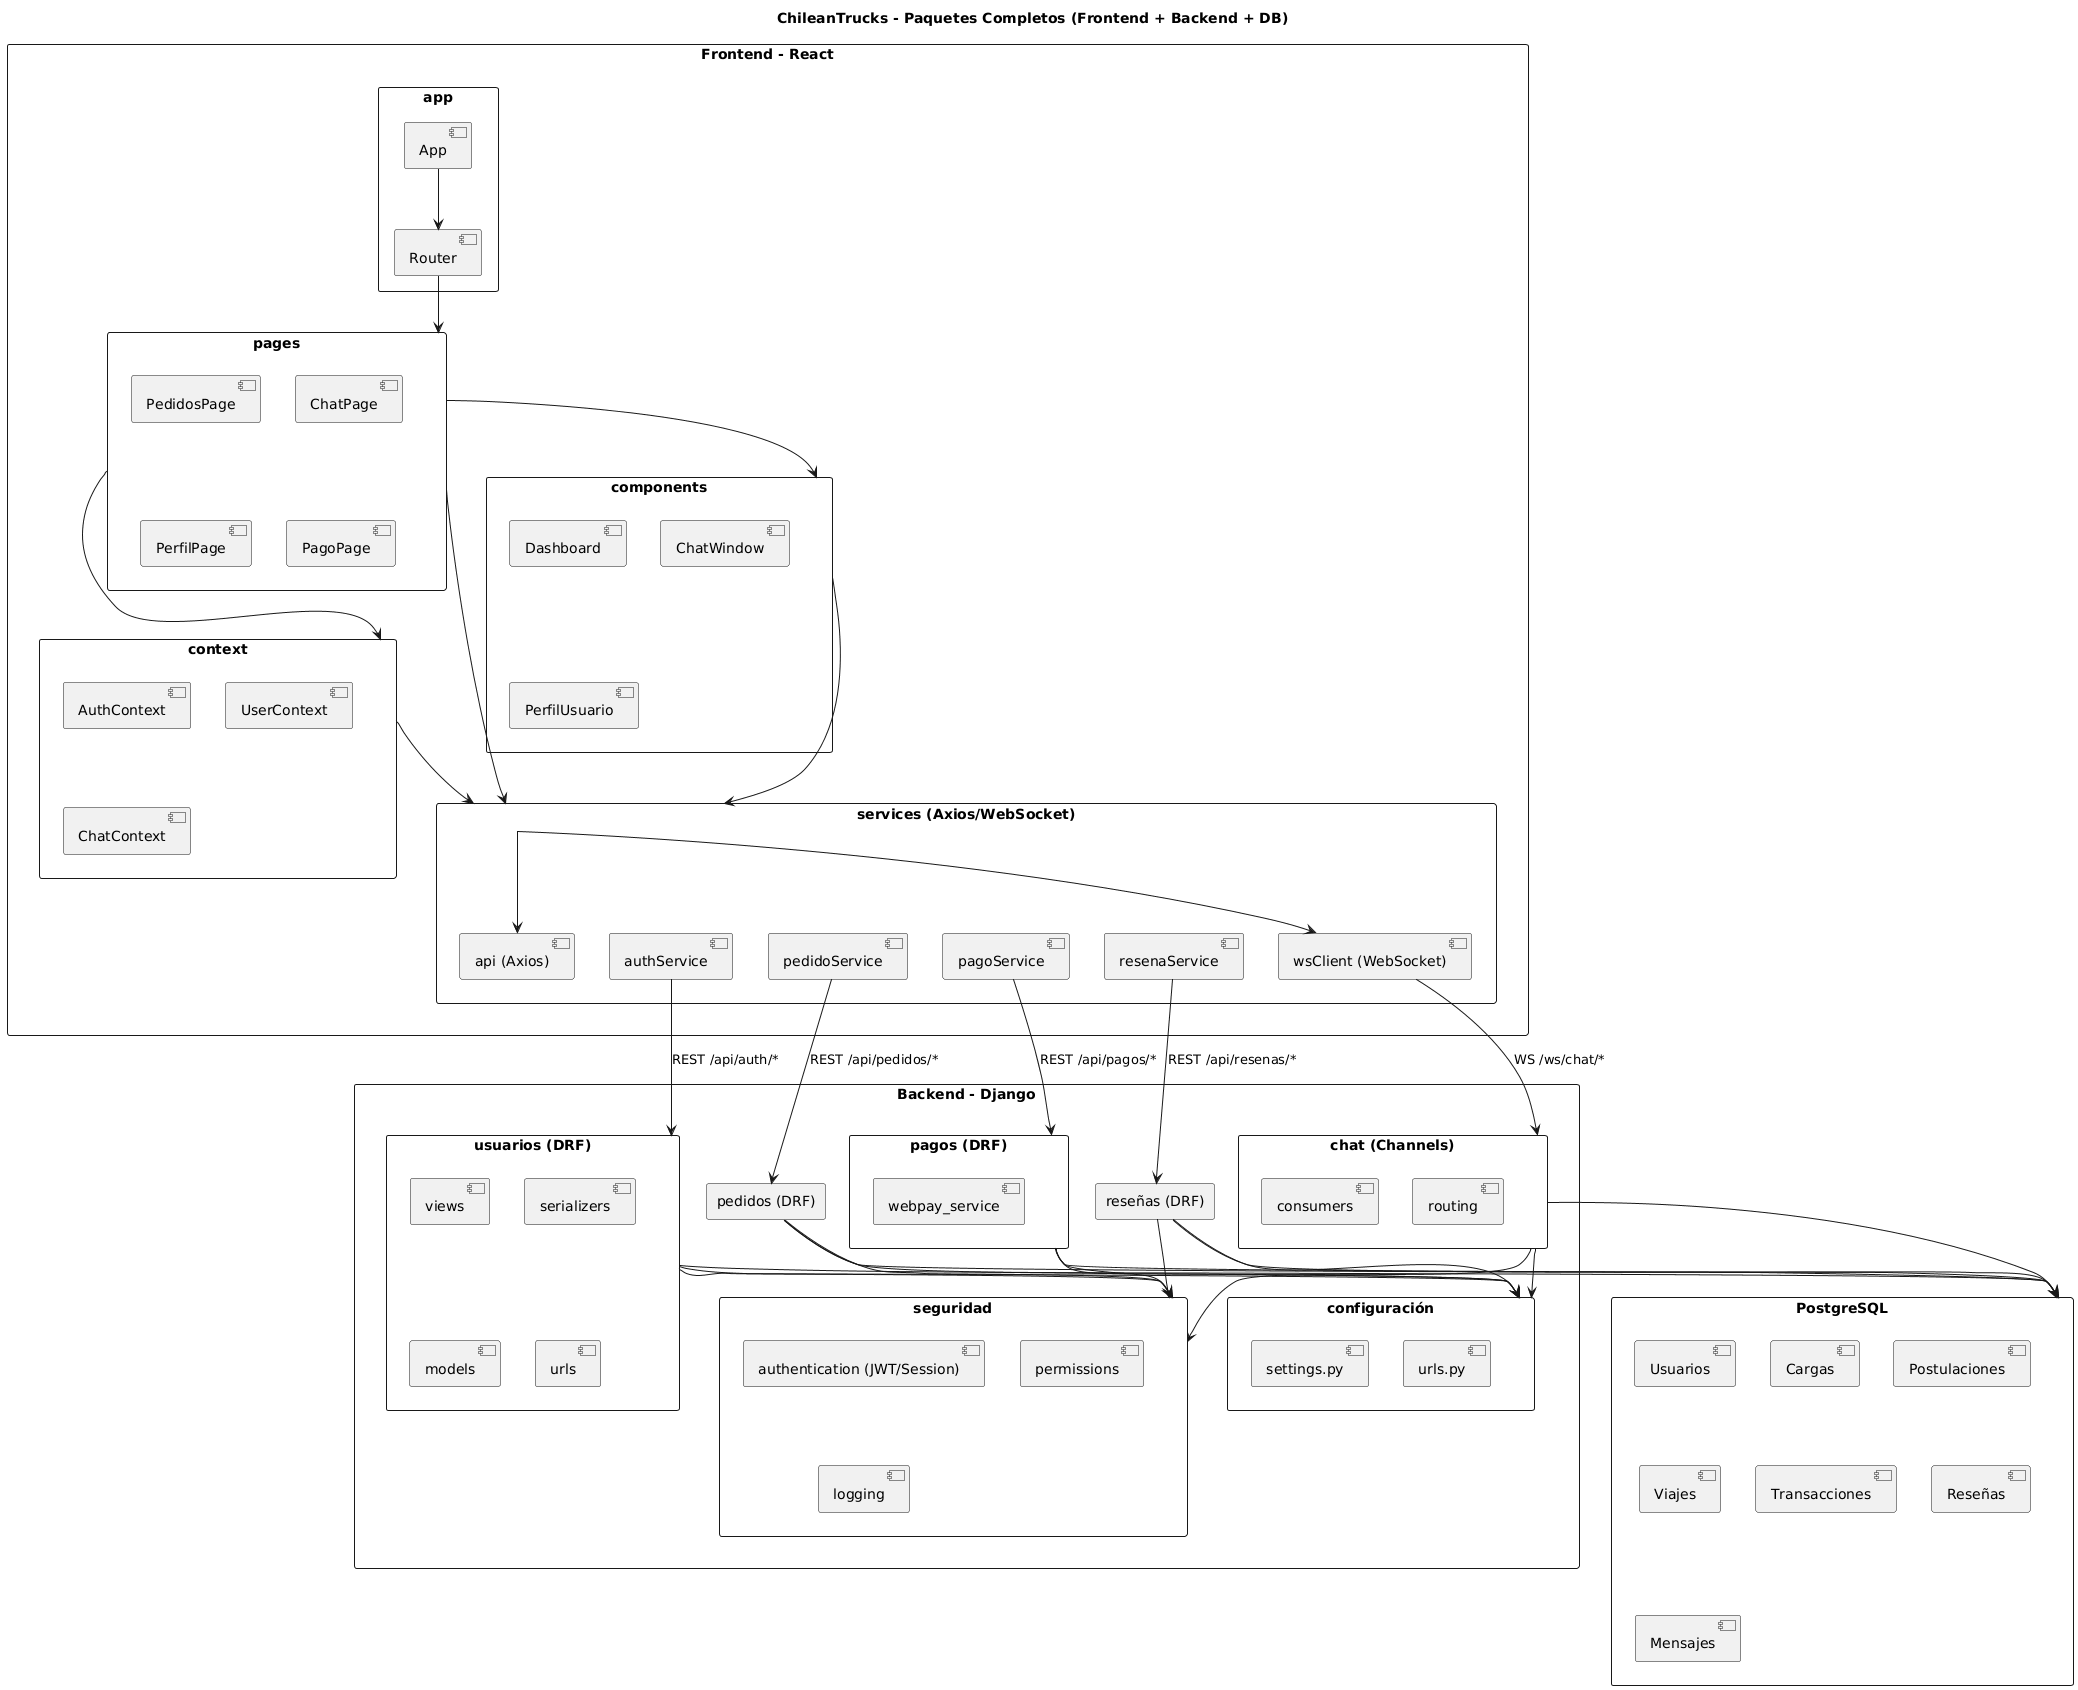 ChileanTrucks - Paquetes Completos (Frontend + Backend + DB)
Frontend - React
app
App
Router
pages
PedidosPage
ChatPage
PerfilPage
PagoPage
components
Dashboard
ChatWindow
PerfilUsuario
context
AuthContext
UserContext
ChatContext
services (Axios/WebSocket)
api (Axios)
authService
pedidoService
pagoService
resenaService
wsClient (WebSocket)
REST /api/auth/*
REST /api/pedidos/*
REST /api/pagos/*
REST /api/resenas/*
WS /ws/chat/*
Backend - Django
usuarios (DRF)
views
serializers
models
urls
pedidos (DRF)
pagos (DRF)
webpay_service
reseñas (DRF)
chat (Channels)
consumers
routing
seguridad
authentication (JWT/Session)
permissions
logging
configuración
settings.py
urls.py
PostgreSQL
Usuarios
Cargas
Postulaciones
Viajes
Transacciones
Reseñas
Mensajes